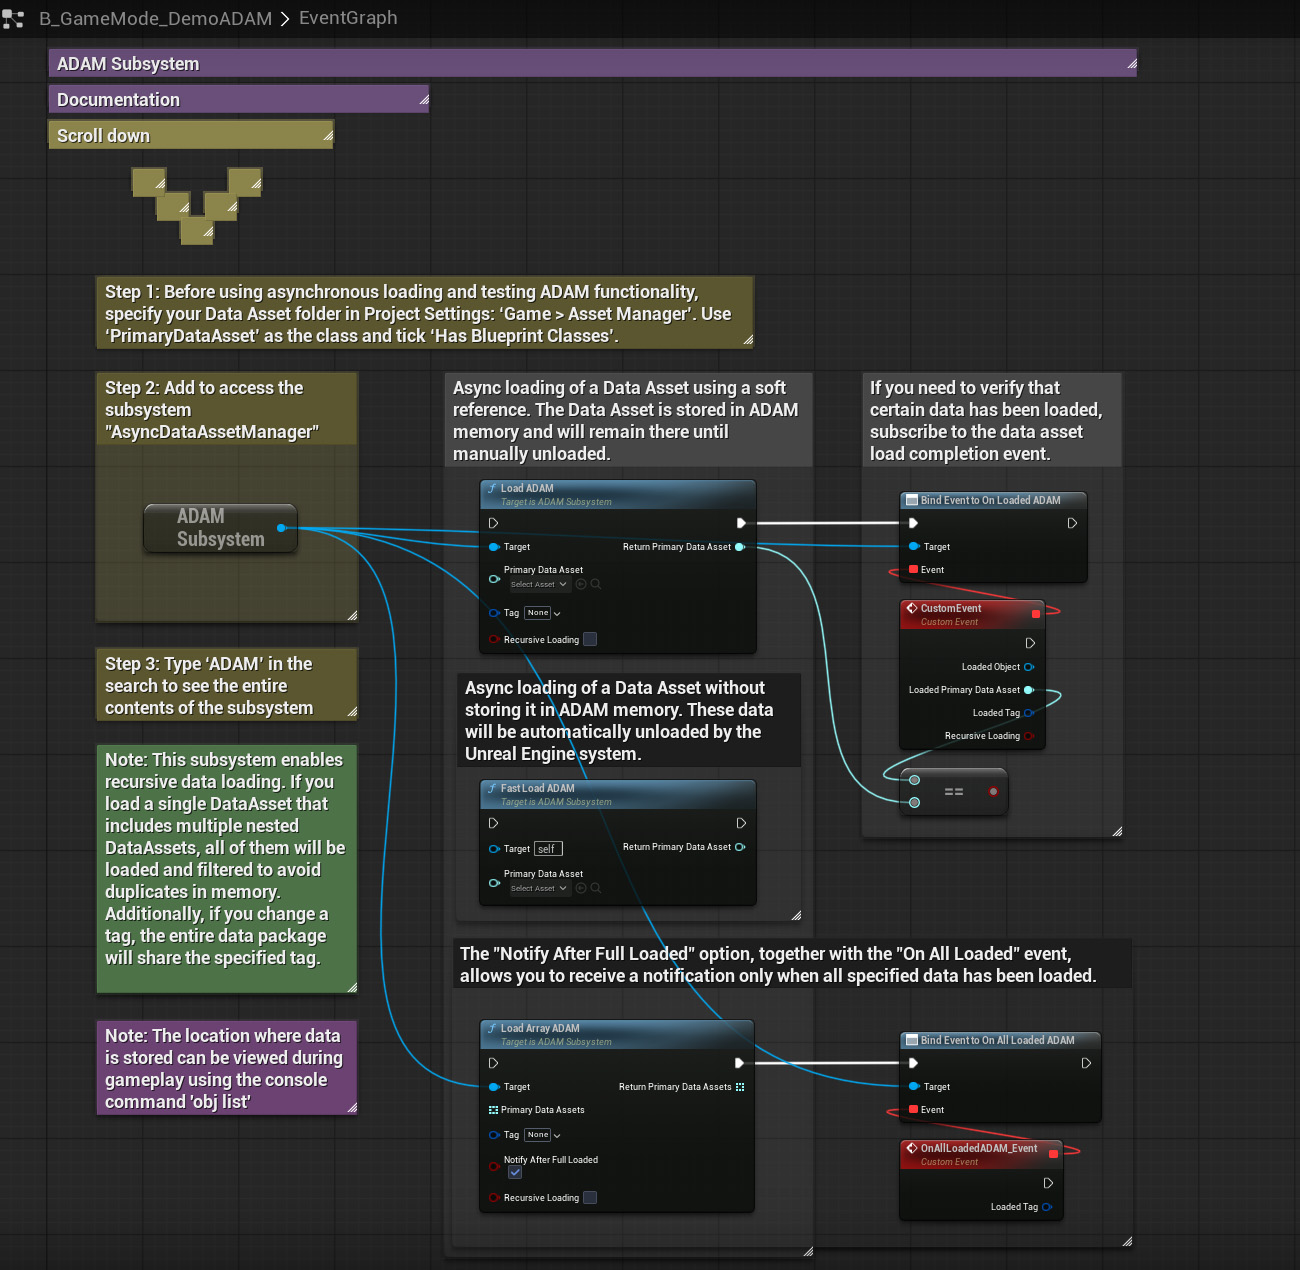 B_GameMode_DemoADAM > EventGraph
ADAM Subsystem
Documentation
Scroll down
Step 1: Before using asynchronous loading and testing ADAM functionality,
specify your Data Asset folder in Project Settings: ‘Game > Asset Manager’. Use
‘PrimaryDataAsset’ as the class and tick ‘Has Blueprint Classes’.
Step 2: Add to access the
subsystem
"AsyncDataAssetManager"
ADAM
Subsystem
Step 3: Type ‘ADAM’ in the
search to see the entire
contents of the subsystem
Note: This subsystem enables
recursive data loading. If you
load a single DataAsset that
includes multiple nested
DataAssets, all of them will be
loaded and filtered to avoid
duplicates in memory.
Additionally, if you change a
tag, the entire data package
will share the specified tag.
Note: The location where data
is stored can be viewed during
gameplay using the console
command 'obj list'
Async loading of a Data Asset using a soft
reference. The Data Asset is stored in ADAM
memory and will remain there until
manually unloaded.
f Load ADAM
Target is ADAM Subsystem
Target
Return Primary Data Asset
Primary Data Asset
Select Asset
Tag None
Recursive Loading
Async loading of a Data Asset without
storing it in ADAM memory. These data
will be automatically unloaded by the
Unreal Engine system.
f Fast Load ADAM
Target is ADAM Subsystem
Target self
Return Primary Data Asset
Primary Data Asset
Select Asset
If you need to verify that
certain data has been loaded,
subscribe to the data asset
load completion event.
Bind Event to On Loaded ADAM
Target
Event
CustomEvent
Custom Event
Loaded Object
Loaded Primary Data Asset
Loaded Tag
Recursive Loading
==
The "Notify After Full Loaded" option, together with the "On All Loaded" event,
allows you to receive a notification only when all specified data has been loaded.
f Load Array ADAM
Target is ADAM Subsystem
Target
Return Primary Data Assets
Primary Data Assets
Tag None
Notify After Full Loaded
Recursive Loading
Bind Event to On All Loaded ADAM
Target
Event
OnAllLoadedADAM_Event
Custom Event
Loaded Tag